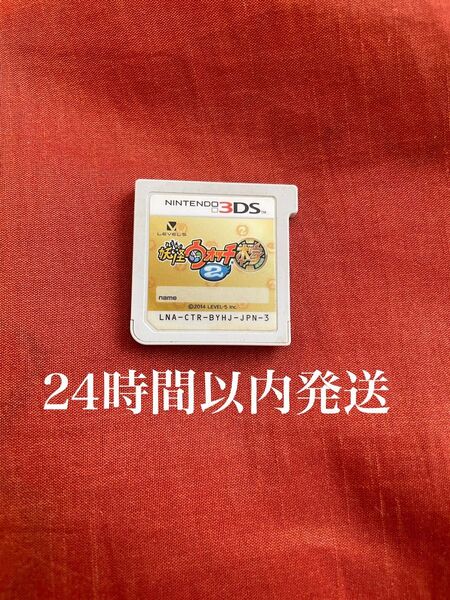 NINTENDO 3DS™
LEVEL5
妖怪ウォッチ2 本家
name
©2014 LEVEL-5 Inc.
LNA-CTR-BYHJ-JPN-3
24時間以内発送